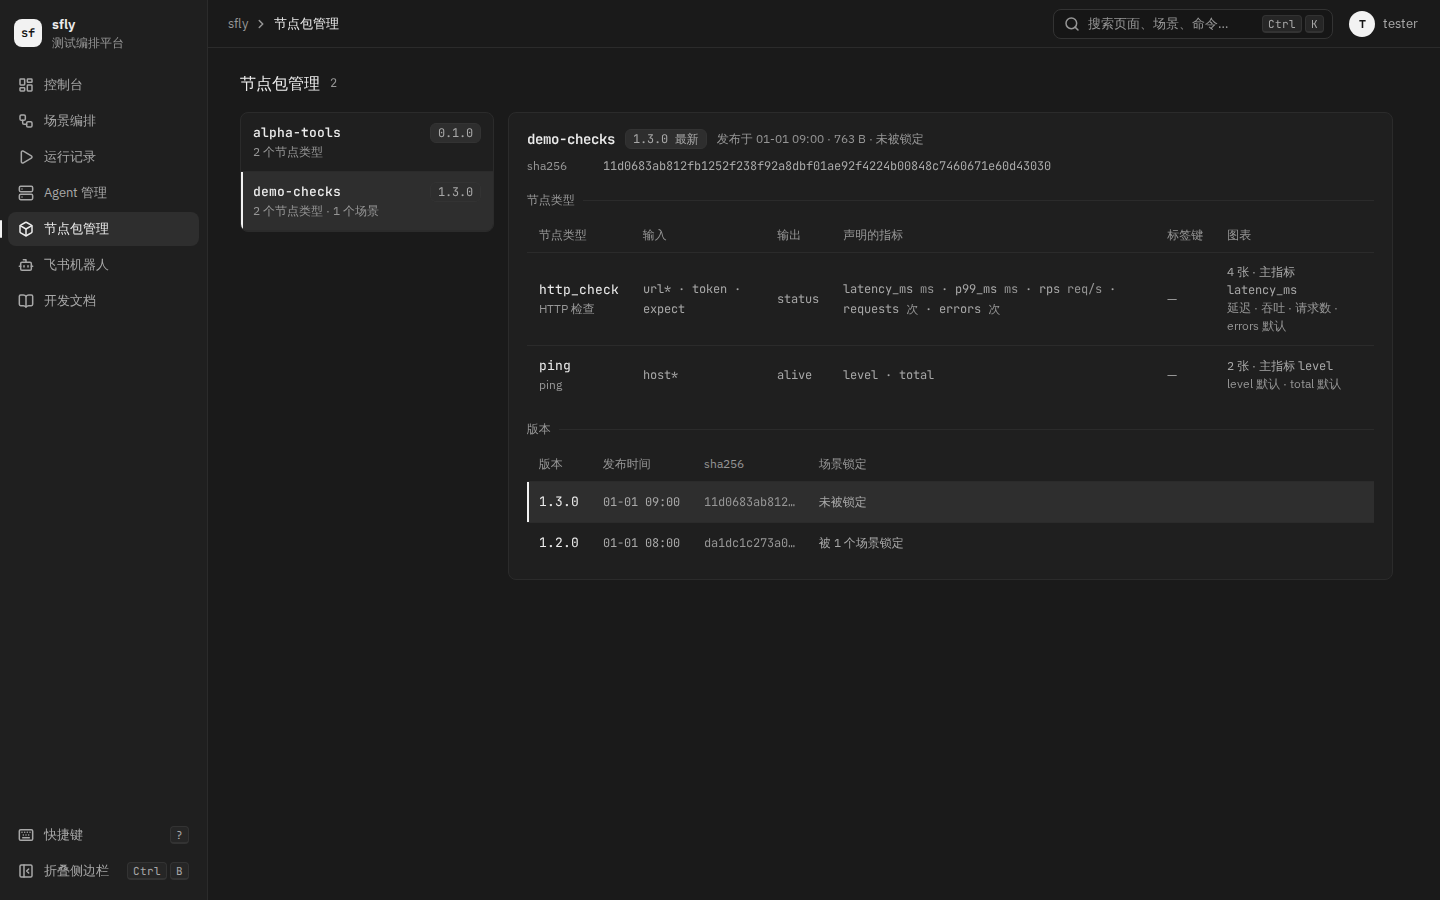 sf
sfly
测试编排平台
控制台
场景编排
运行记录
Agent 管理
节点包管理
飞书机器人
开发文档
快捷键 ?
折叠侧边栏 Ctrl B
sfly > 节点包管理
搜索页面、场景、命令... Ctrl K
T tester
节点包管理 2
alpha-tools 0.1.0
2 个节点类型
demo-checks 1.3.0
2 个节点类型 · 1 个场景
demo-checks 1.3.0 最新 发布于 01-01 09:00 · 763 B · 未被锁定
sha256 11d0683ab812fb1252f238f92a8dbf01ae92f4224b00848c7460671e60d43030
节点类型
节点类型 输入 输出 声明的指标 标签键 图表
http_check
HTTP 检查
url* · token ·
expect
status
latency_ms ms · p99_ms ms · rps req/s ·
requests 次 · errors 次
—
4 张 · 主指标
latency_ms
延迟 · 吞吐 · 请求数 ·
errors 默认
ping
ping
host*
alive
level · total
—
2 张 · 主指标 level
level 默认 · total 默认
版本
版本 发布时间 sha256 场景锁定
1.3.0 01-01 09:00 11d0683ab812… 未被锁定
1.2.0 01-01 08:00 da1dc1c273a0… 被 1 个场景锁定